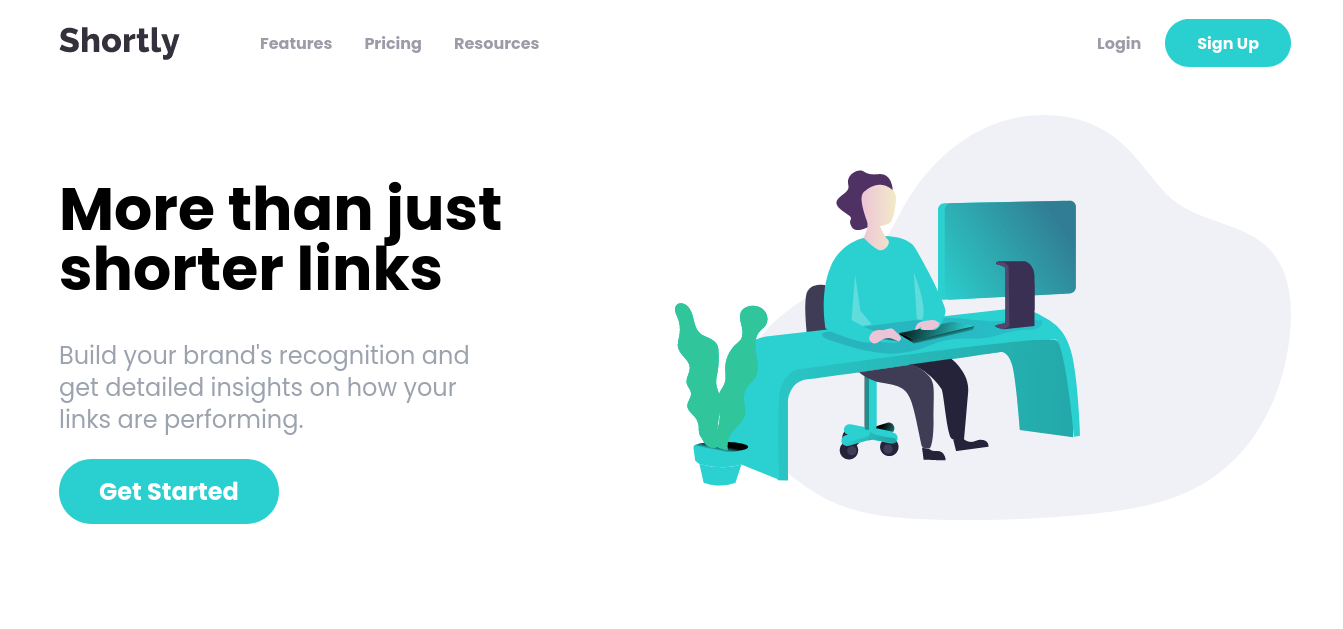 Shortly
Features
Pricing
Resources
Login
Sign Up
More than just
shorter links
Build your brand's recognition and
get detailed insights on how your
links are performing.
Get Started